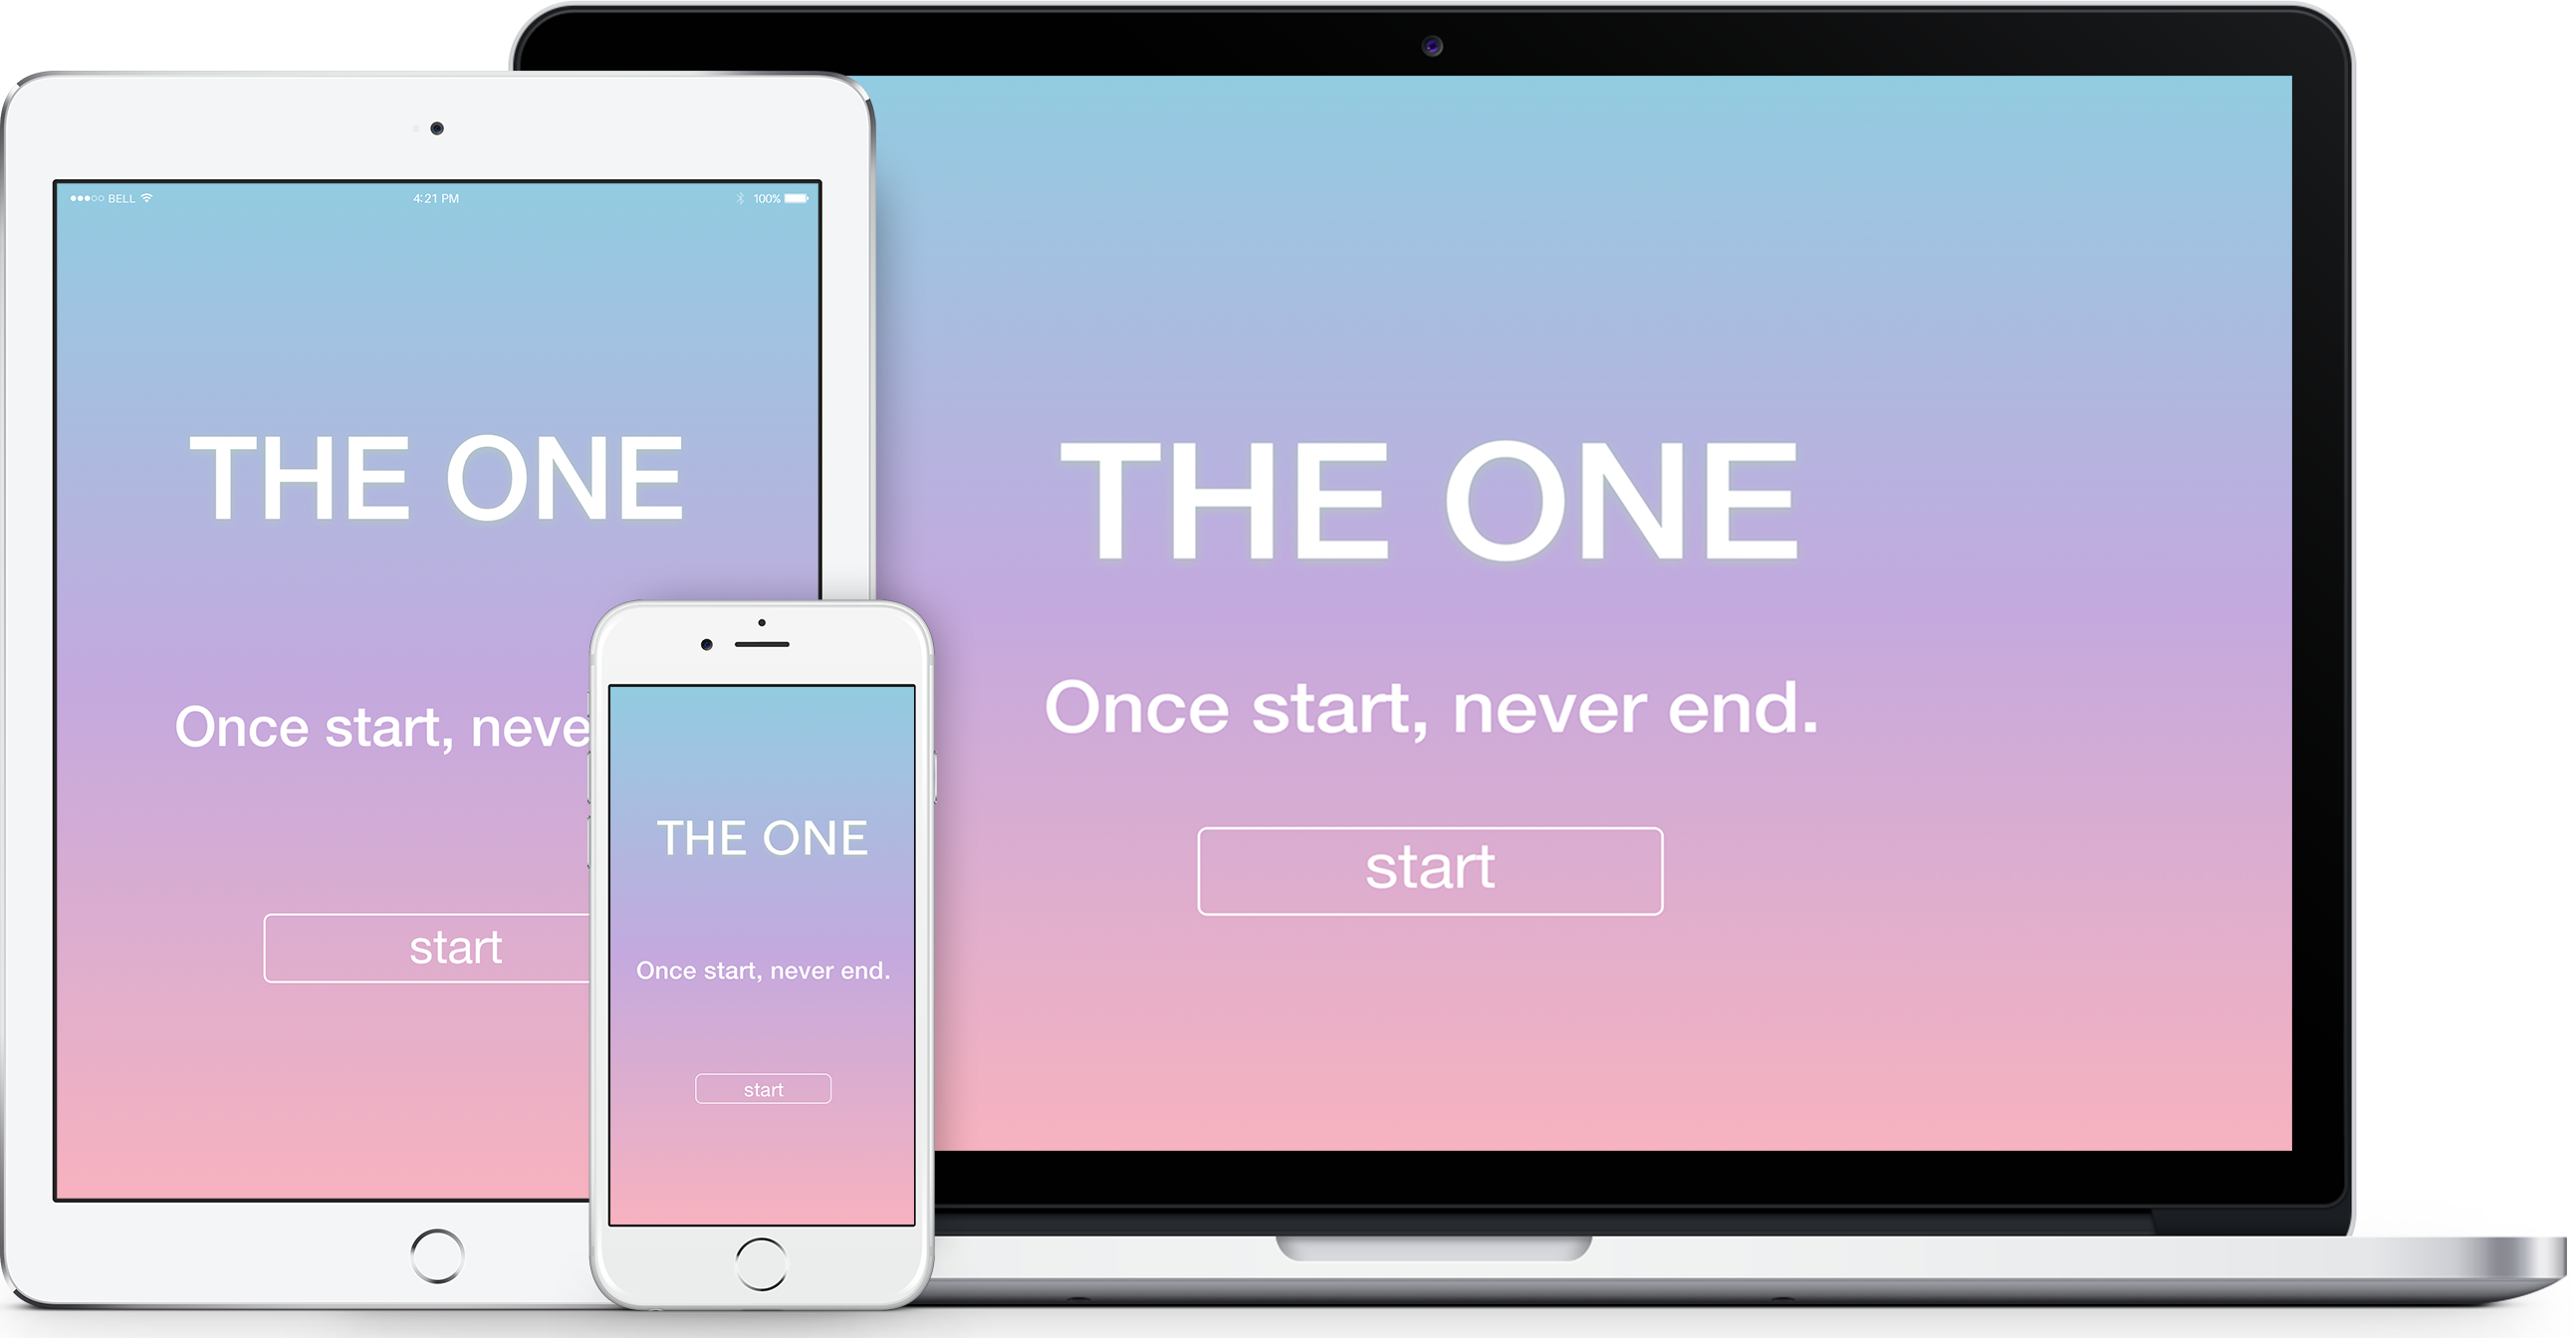 BELL 4:21 PM 100%
THE ONE
Once start, neve
start
THE ONE
Once start, never end.
start
THE ONE
Once start, never end.
start